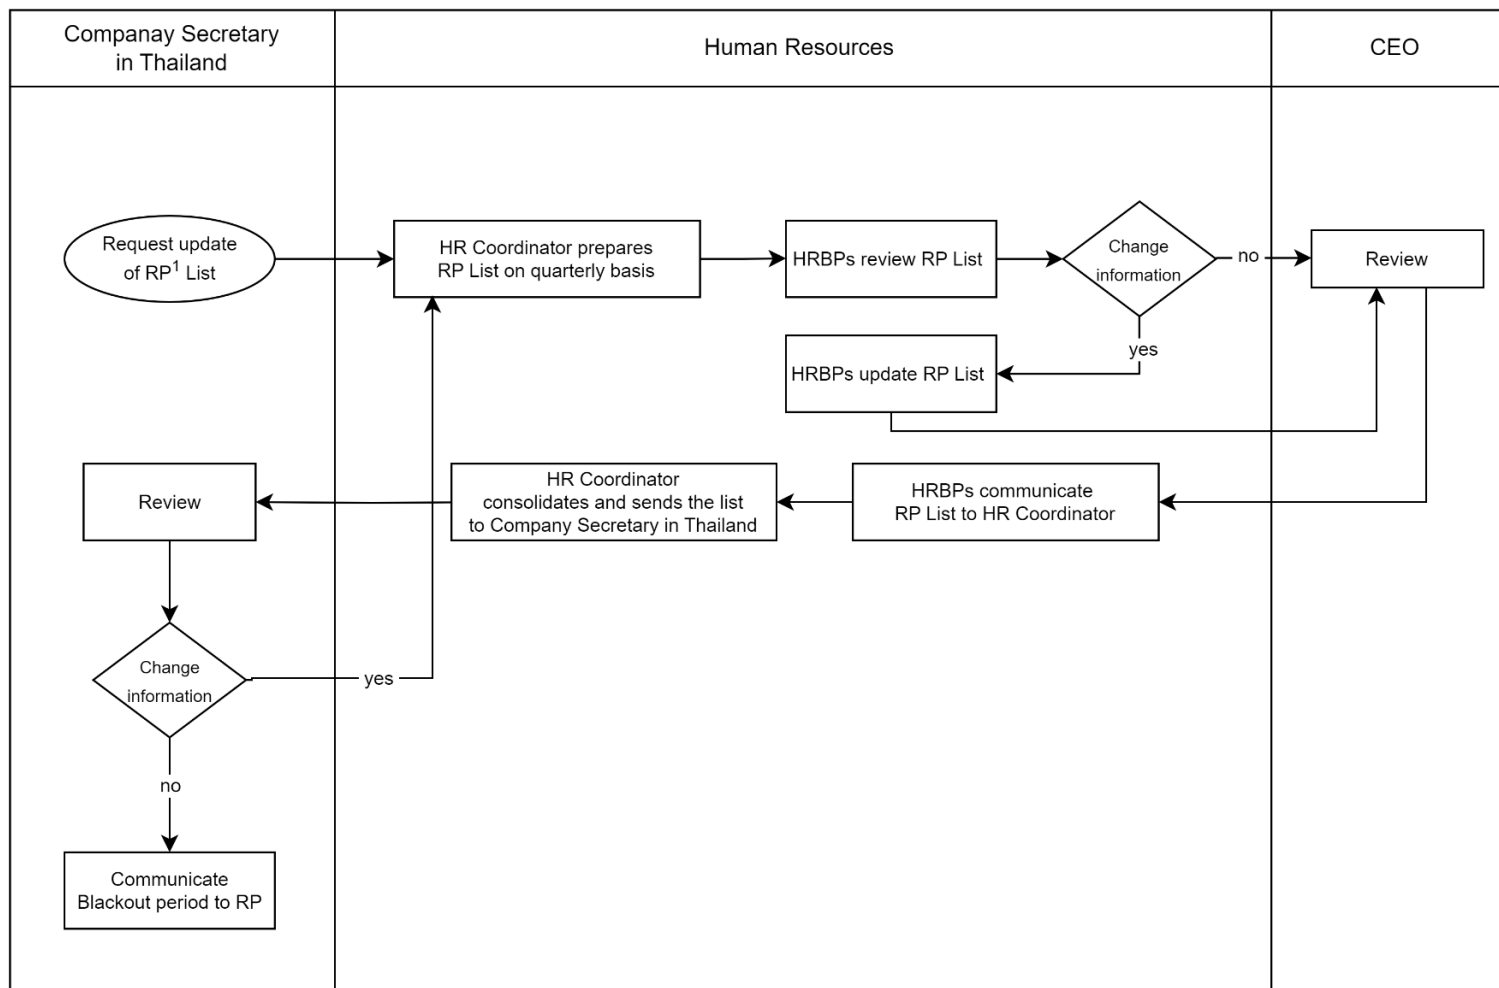 Companay Secretary
in Thailand
Human Resources
CEO
Request update
of RP¹ List
HR Coordinator prepares
RP List on quarterly basis
HRBPs review RP List
Change
information
no
Review
yes
HRBPs update RP List
Review
HR Coordinator
consolidates and sends the list
to Company Secretary in Thailand
HRBPs communicate
RP List to HR Coordinator
Change
information
yes
no
Communicate
Blackout period to RP